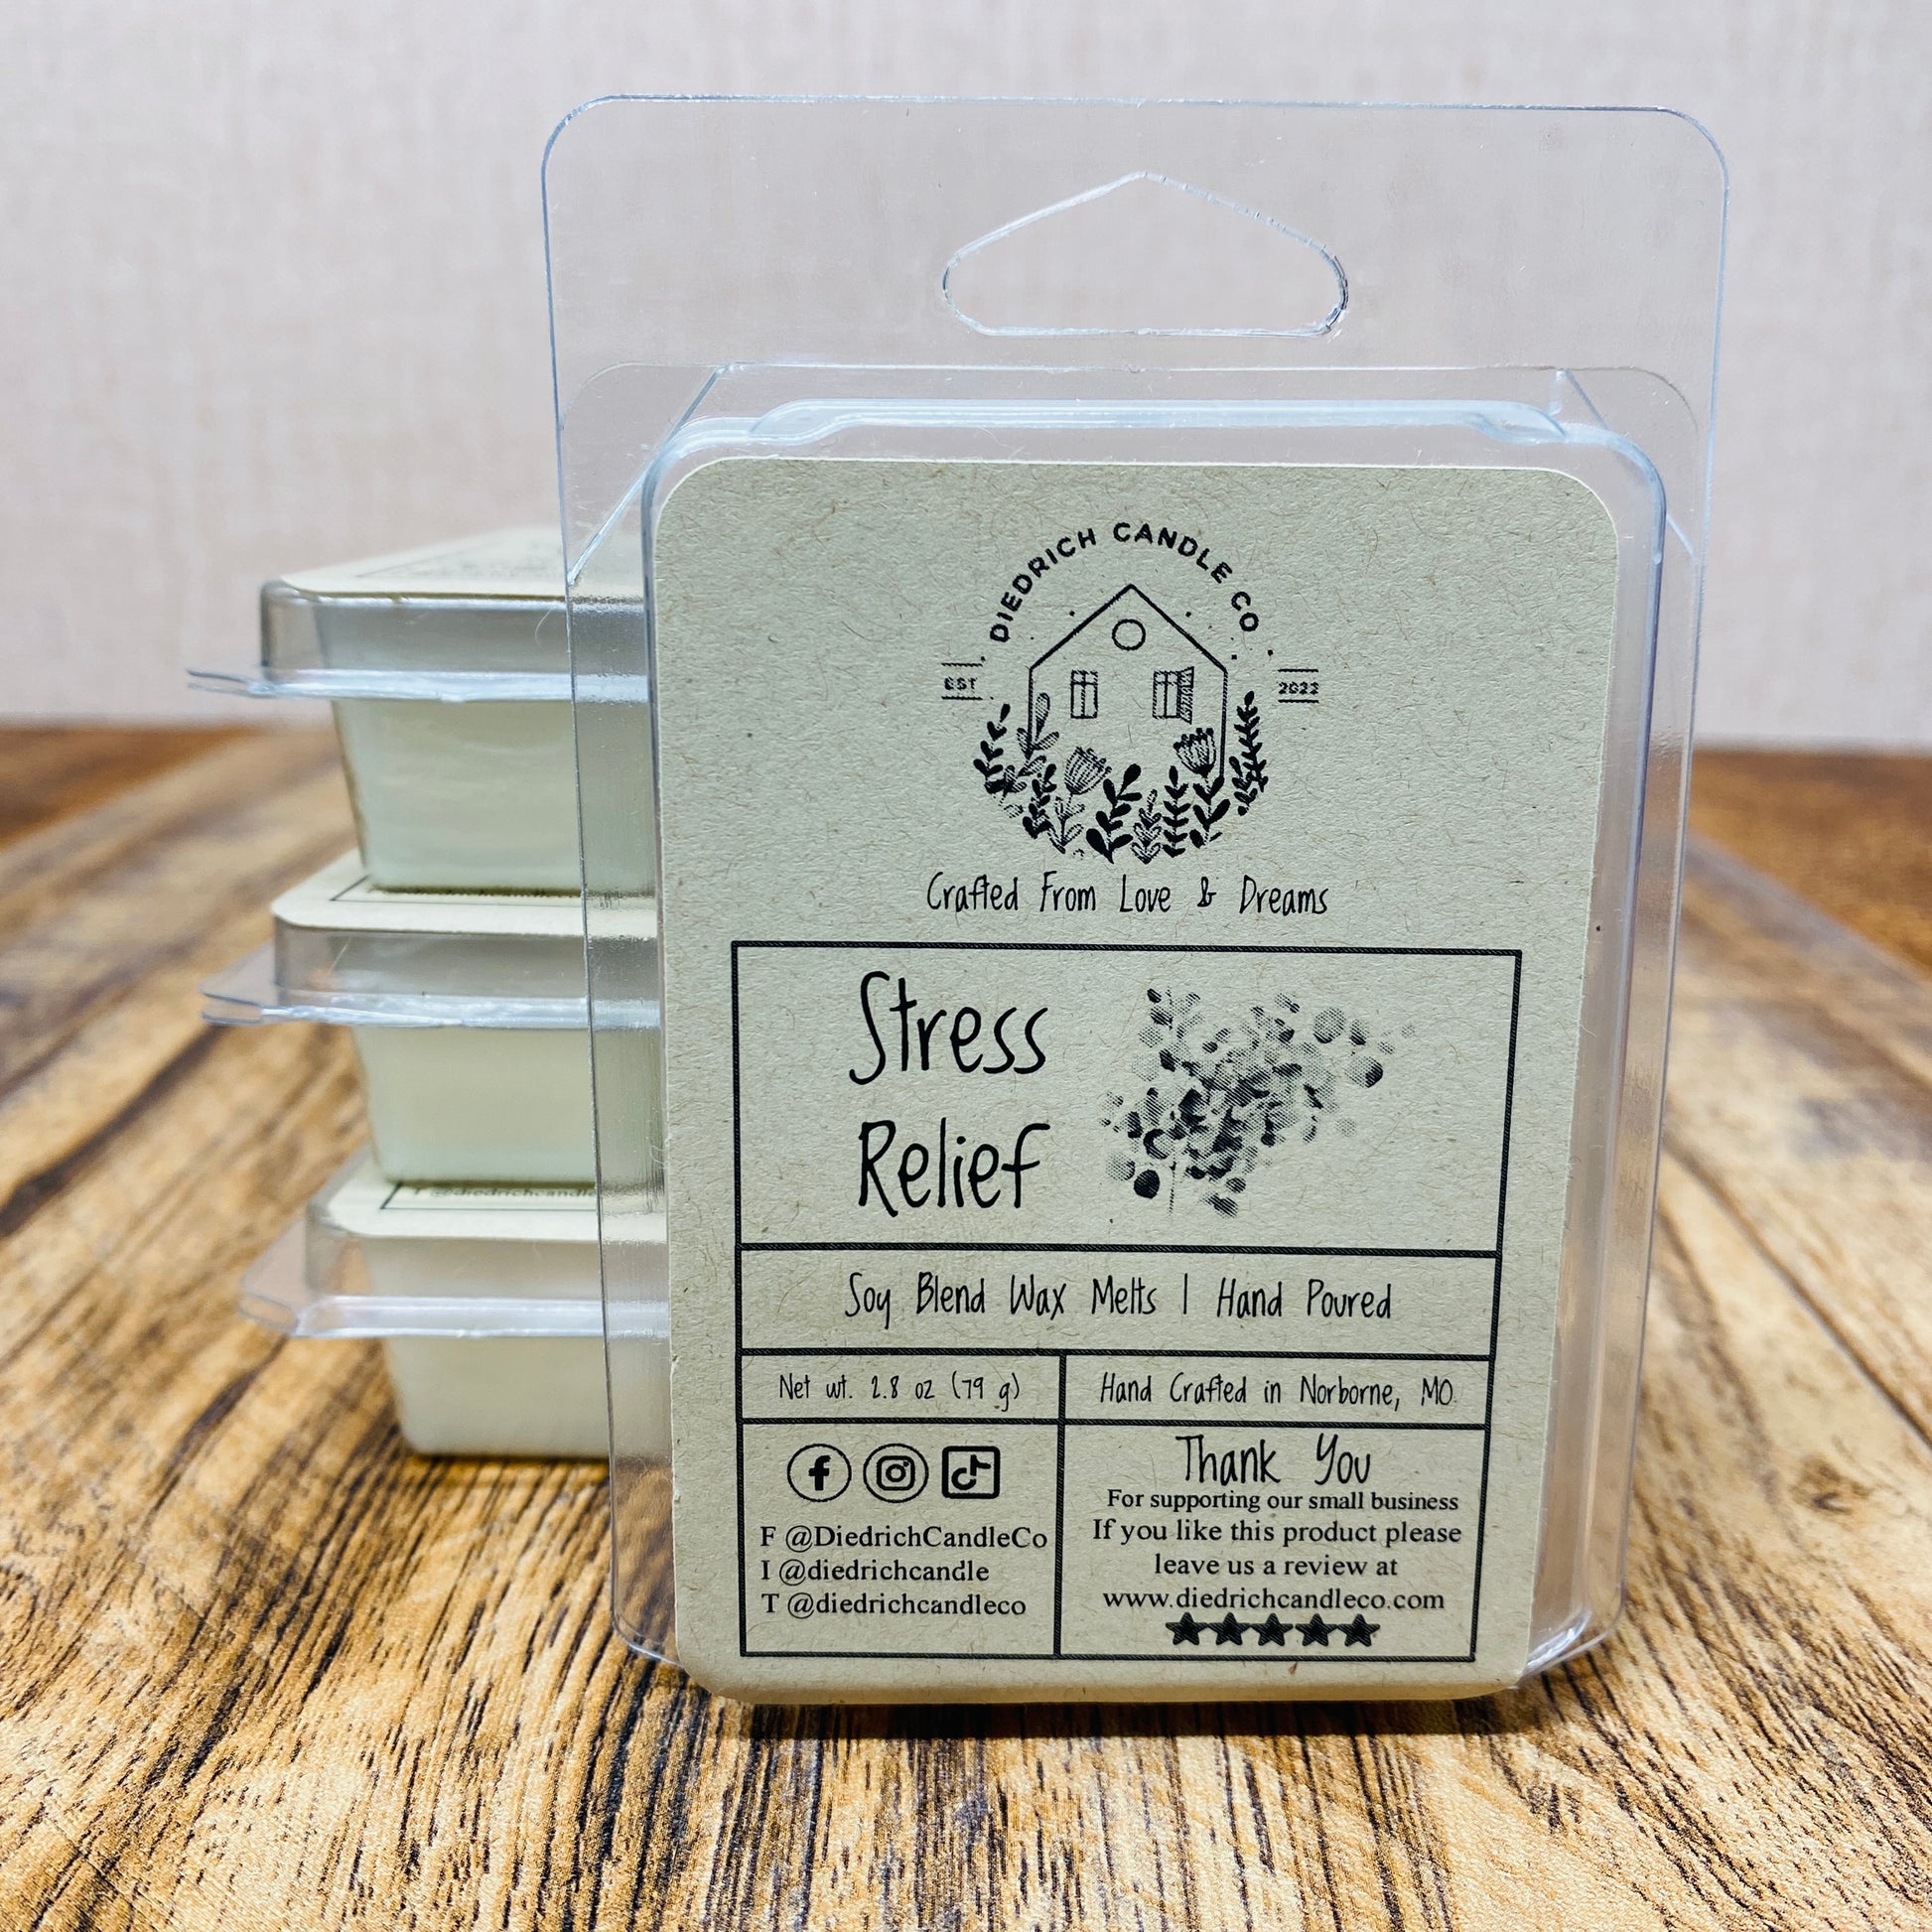 DIEDRICH CANDLE CO
EST 2022
Crafted From Love & Dreams
Stress
Relief
Soy Blend Wax Melts | Hand Poured
Net wt. 2.8 oz (79 g)
Hand Crafted in Norborne, MO
F @DiedrichCandleCo
I @diedrichcandle
T @diedrichcandleco
Thank You
For supporting our small business
If you like this product please
leave us a review at
www.diedrichcandleco.com
T @diedrichcandle